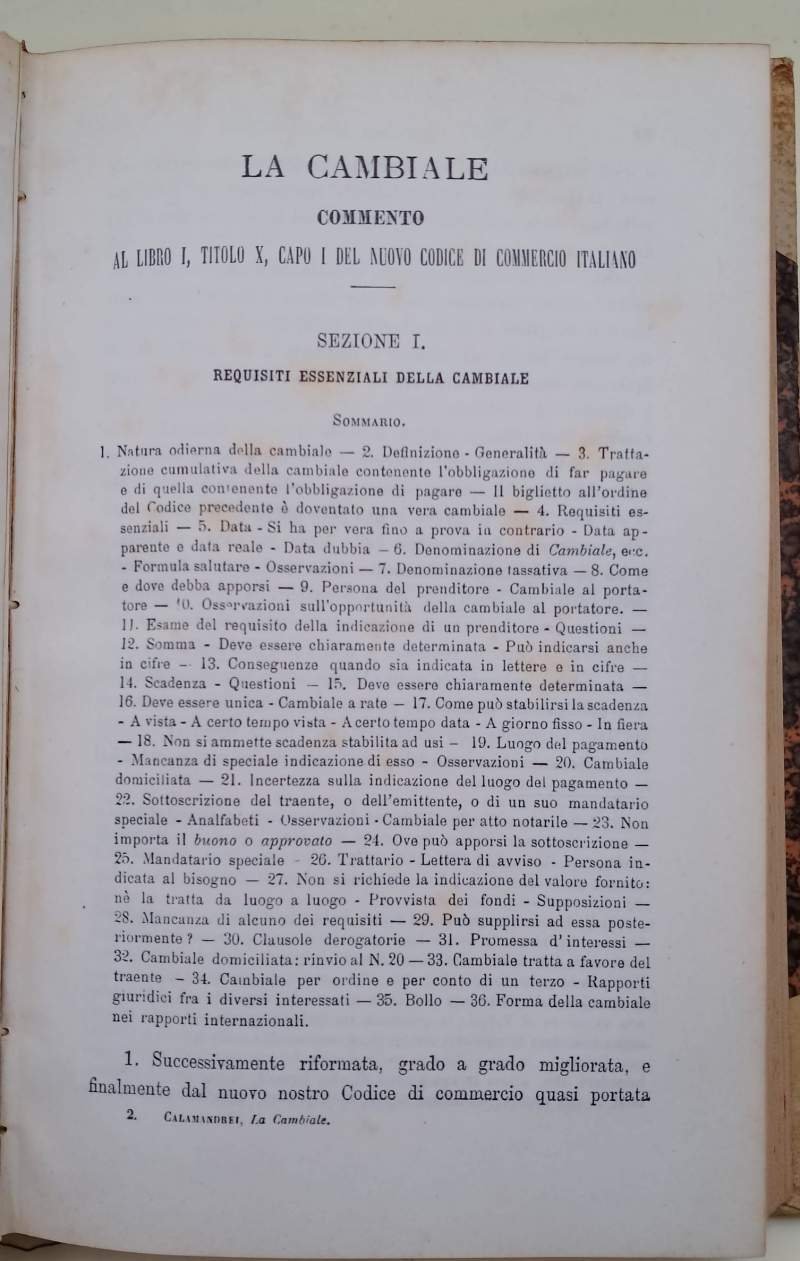 LA CAMBIALE
COMMENTO
AL LIBRO I, TITOLO X, CAPO I DEL NUOVO CODICE DI COMMERCIO ITALIANO
SEZIONE I.
REQUISITI ESSENZIALI DELLA CAMBIALE
SOMMARIO.
1. Natura odierna della cambiale — 2. Definizione - Generalità — 3. Tratta-
zione cumulativa della cambiale contenente l'obbligazione di far pagare
e di quella contenente l'obbligazione di pagare — Il biglietto all'ordine
del Codice precedente è doventato una vera cambiale — 4. Requisiti es-
senziali — 5. Data - Si ha per vera fino a prova in contrario - Data ap-
parente e data reale - Data dubbia — 6. Denominazione di Cambiale, ecc.
- Formula salutare - Osservazioni — 7. Denominazione tassativa — 8. Come
e dove debba apporsi — 9. Persona del prenditore - Cambiale al porta-
tore — 10. Osservazioni sull'opportunità della cambiale al portatore. —
11. Esame del requisito della indicazione di un prenditore - Questioni —
12. Somma - Deve essere chiaramente determinata - Può indicarsi anche
in cifre — 13. Conseguenze quando sia indicata in lettere e in cifre —
14. Scadenza - Questioni — 15. Deve essere chiaramente determinata —
16. Deve essere unica - Cambiale a rate — 17. Come può stabilirsi la scadenza
- A vista - A certo tempo vista - A certo tempo data - A giorno fisso - In fiera
— 18. Non si ammette scadenza stabilita ad usi — 19. Luogo del pagamento
- Mancanza di speciale indicazione di esso - Osservazioni — 20. Cambiale
domiciliata — 21. Incertezza sulla indicazione del luogo del pagamento —
22. Sottoscrizione del traente, o dell'emittente, o di un suo mandatario
speciale - Analfabeti - Osservazioni - Cambiale per atto notarile — 23. Non
importa il buono o approvato — 24. Ove può apporsi la sottoscrizione —
25. Mandatario speciale - 26. Trattario - Lettera di avviso - Persona in-
dicata al bisogno — 27. Non si richiede la indicazione del valore fornito:
nè la tratta da luogo a luogo - Provvista dei fondi - Supposizioni —
28. Mancanza di alcuno dei requisiti — 29. Può supplirsi ad essa poste-
riormente? — 30. Clausole derogatorie — 31. Promessa d'interessi —
32. Cambiale domiciliata: rinvio al N. 20 — 33. Cambiale tratta a favore del
traente — 34. Cambiale per ordine e per conto di un terzo - Rapporti
giuridici fra i diversi interessati — 35. Bollo — 36. Forma della cambiale
nei rapporti internazionali.
1. Successivamente riformata, grado a grado migliorata, e
finalmente dal nuovo nostro Codice di commercio quasi portata
2. CALAMANDREI, La Cambiale.